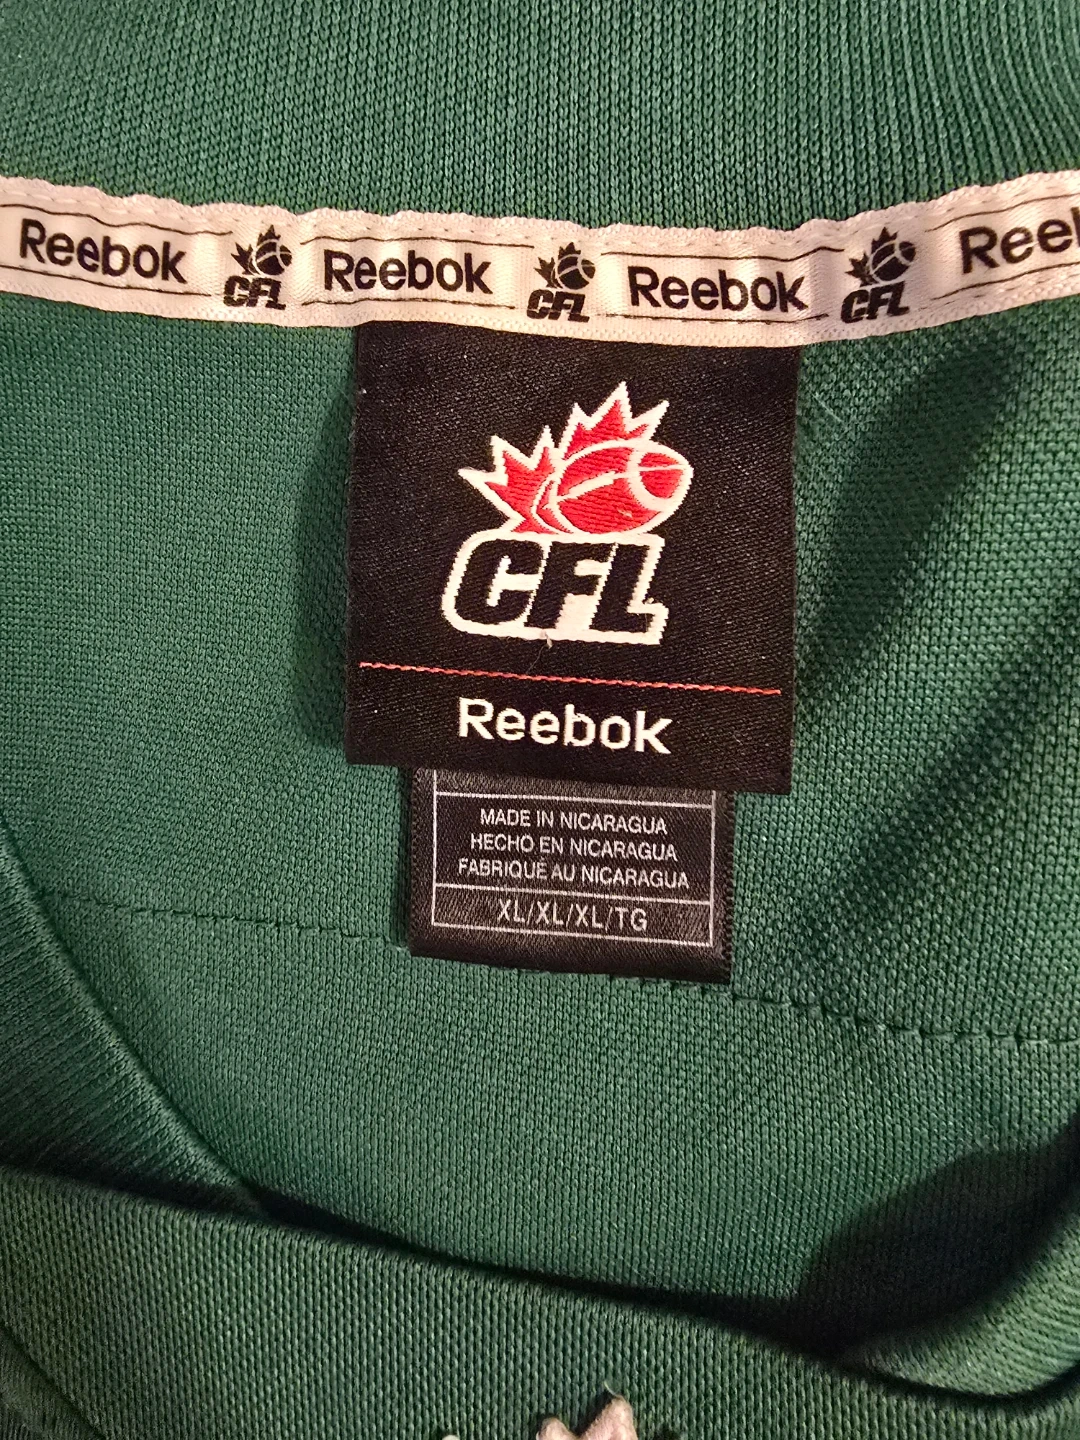 Reebok CFL Reebok CFL Reebok CFL Reeb
CFL
Reebok
MADE IN NICARAGUA
HECHO EN NICARAGUA
FABRIQUÉ AU NICARAGUA
XL/XL/XL/TG